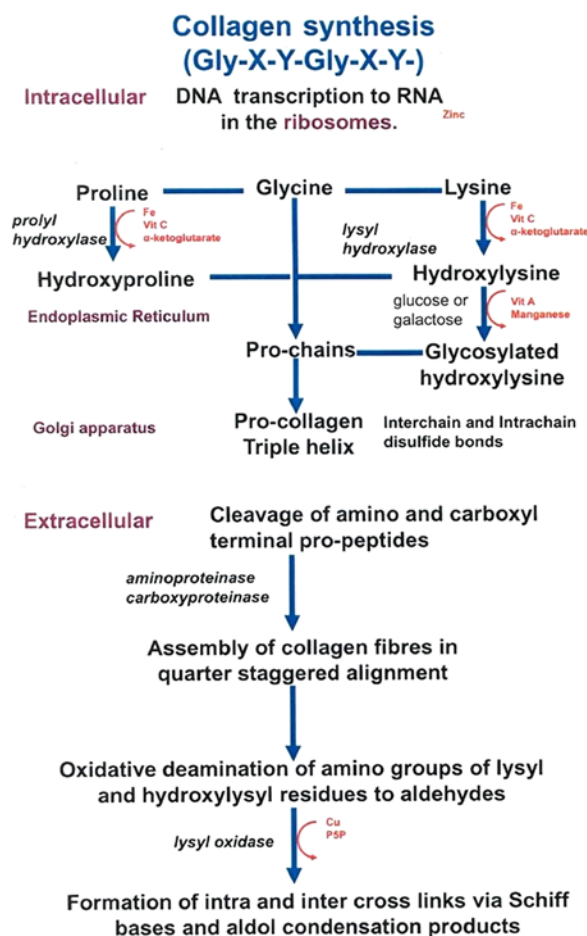 Collagen synthesis
(Gly-X-Y-Gly-X-Y-)
Intracellular
DNA transcription to RNA
in the ribosomes.
Zinc
Proline
Glycine
Lysine
prolyl
hydroxylase
Fe
Vit C
α-ketoglutarate
lysyl
hydroxylase
Fe
Vit C
α-ketoglutarate
Hydroxyproline
Hydroxylysine
Endoplasmic Reticulum
glucose or
galactose
Vit A
Manganese
Pro-chains
Glycosylated
hydroxylysine
Golgi apparatus
Pro-collagen
Triple helix
Interchain and Intrachain
disulfide bonds
Extracellular
Cleavage of amino and carboxyl
terminal pro-peptides
aminoproteinase
carboxyproteinase
Assembly of collagen fibres in
quarter staggered alignment
Oxidative deamination of amino groups of lysyl
and hydroxylysyl residues to aldehydes
lysyl oxidase
Cu
P5P
Formation of intra and inter cross links via Schiff
bases and aldol condensation products